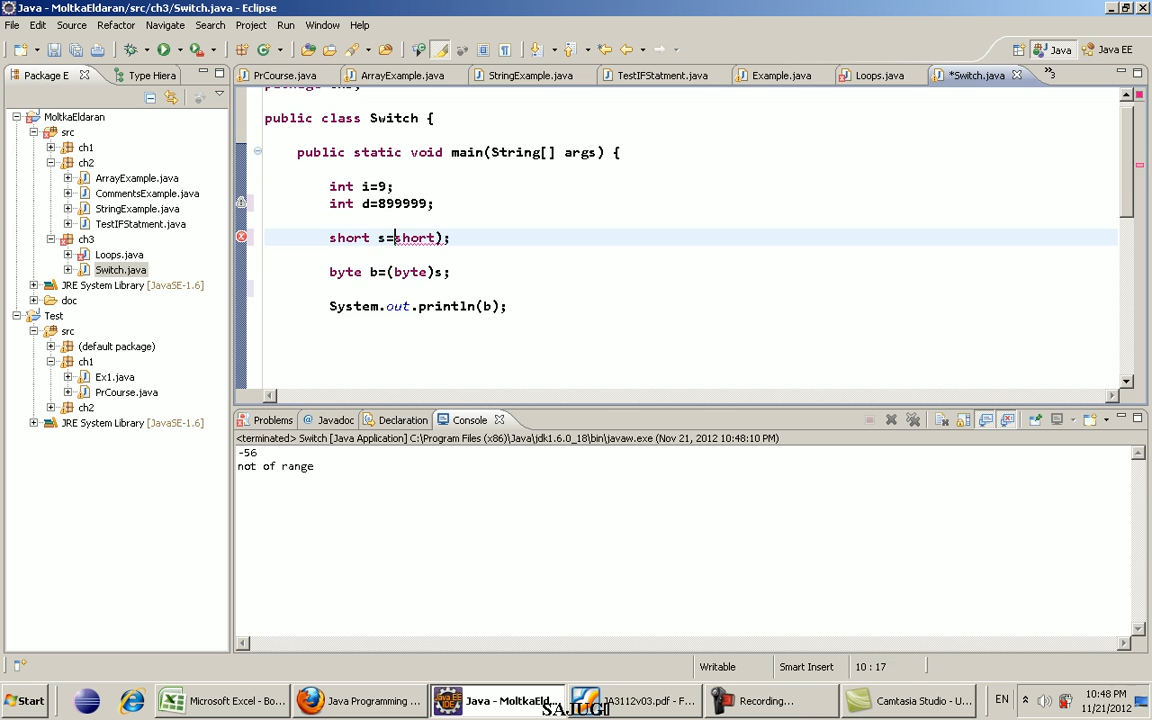 Java - MoltkaEldaran/src/ch3/Switch.java - Eclipse
File Edit Source Refactor Navigate Search Project Run Window Help
Java Java EE
Package E Type Hiera
PrCourse.java ArrayExample.java StringExample.java TestIFStatment.java Example.java Loops.java *Switch.java »3
MoltkaEldaran
src
ch1
ch2
ArrayExample.java
CommentsExample.java
StringExample.java
TestIFStatment.java
ch3
Loops.java
Switch.java
JRE System Library [JavaSE-1.6]
doc
Test
src
(default package)
ch1
Ex1.java
PrCourse.java
ch2
JRE System Library [JavaSE-1.6]
public class Switch {
public static void main(String[] args) {
int i=9;
int d=899999;
short s=short);
byte b=(byte)s;
System.out.println(b);
Problems Javadoc Declaration Console
<terminated> Switch [Java Application] C:\Program Files (x86)\Java\jdk1.6.0_18\bin\javaw.exe (Nov 21, 2012 10:48:10 PM)
-56
not of range
Writable Smart Insert 10 : 17
Start Microsoft Excel - Bo... Java Programming ... Java - MoltkaEld... JA3112v03.pdf - F... Recording... Camtasia Studio - U... EN 10:48 PM
11/21/2012